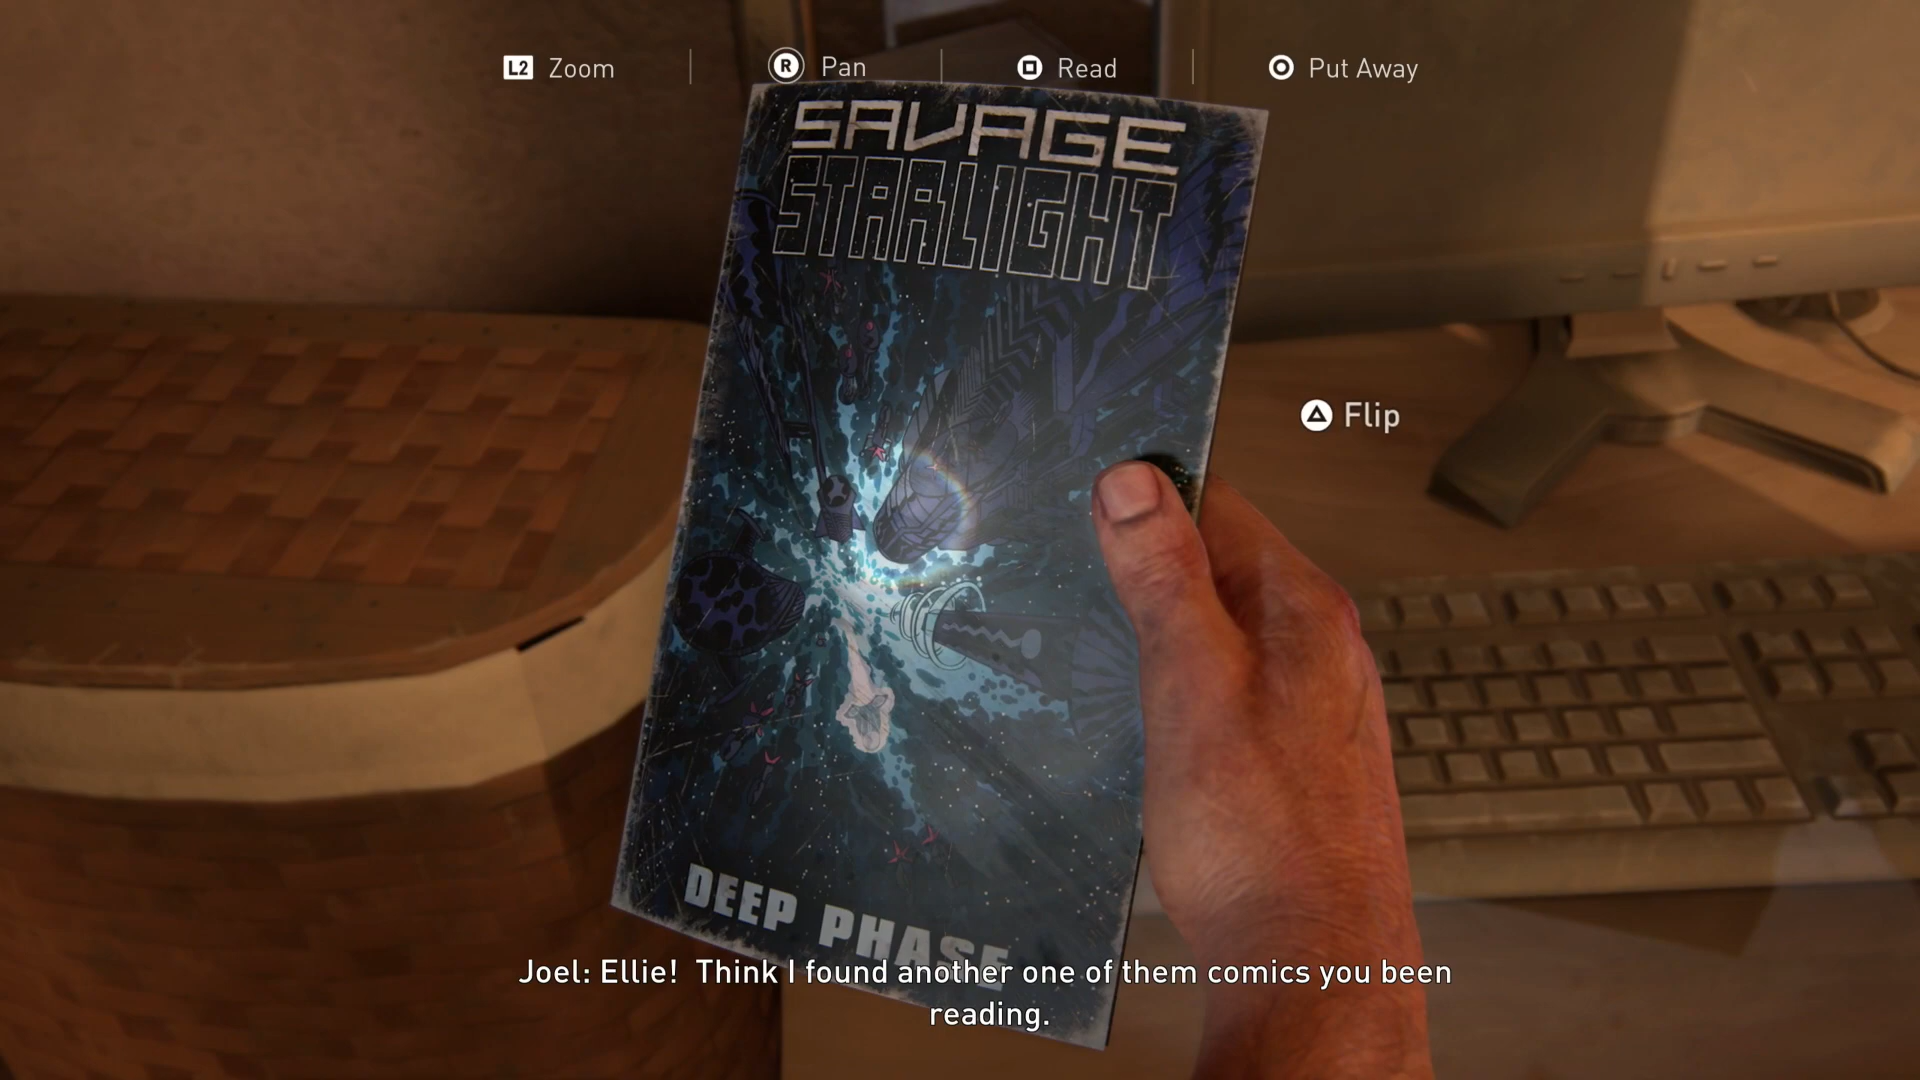 L2 Zoom
R Pan
Read
Put Away
SAVAGE
STARLIGHT
Flip
DEEP PHASE
Joel: Ellie! Think I found another one of them comics you been
reading.